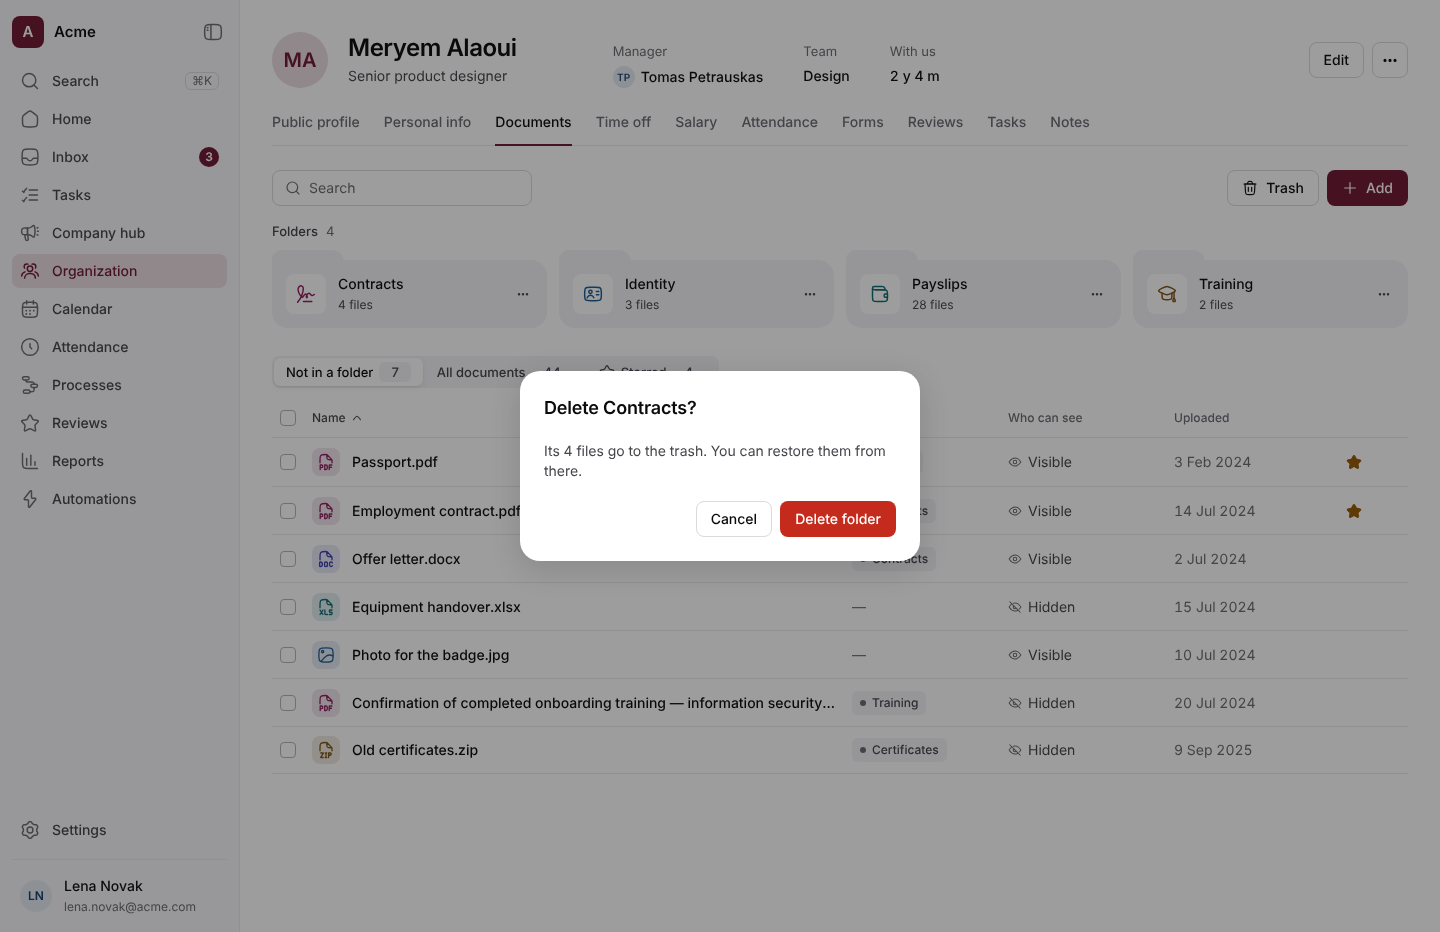 A Acme
Search ⌘K
Home
Inbox 3
Tasks
Company hub
Organization
Calendar
Attendance
Processes
Reviews
Reports
Automations
Settings
LN Lena Novak
lena.novak@acme.com
MA
Meryem Alaoui
Senior product designer
Manager
TP Tomas Petrauskas
Team
Design
With us
2 y 4 m
Edit
Public profile Personal info Documents Time off Salary Attendance Forms Reviews Tasks Notes
Search
Trash
Add
Folders 4
Contracts
4 files
Identity
3 files
Payslips
28 files
Training
2 files
Not in a folder 7 All documents
Name Who can see Uploaded
PDF Passport.pdf Visible 3 Feb 2024
PDF Employment contract.pdf Visible 14 Jul 2024
DOC Offer letter.docx Contracts Visible 2 Jul 2024
XLS Equipment handover.xlsx — Hidden 15 Jul 2024
Photo for the badge.jpg — Visible 10 Jul 2024
PDF Confirmation of completed onboarding training — information security... Training Hidden 20 Jul 2024
ZIP Old certificates.zip Certificates Hidden 9 Sep 2025
Delete Contracts?
Its 4 files go to the trash. You can restore them from
there.
Cancel
Delete folder